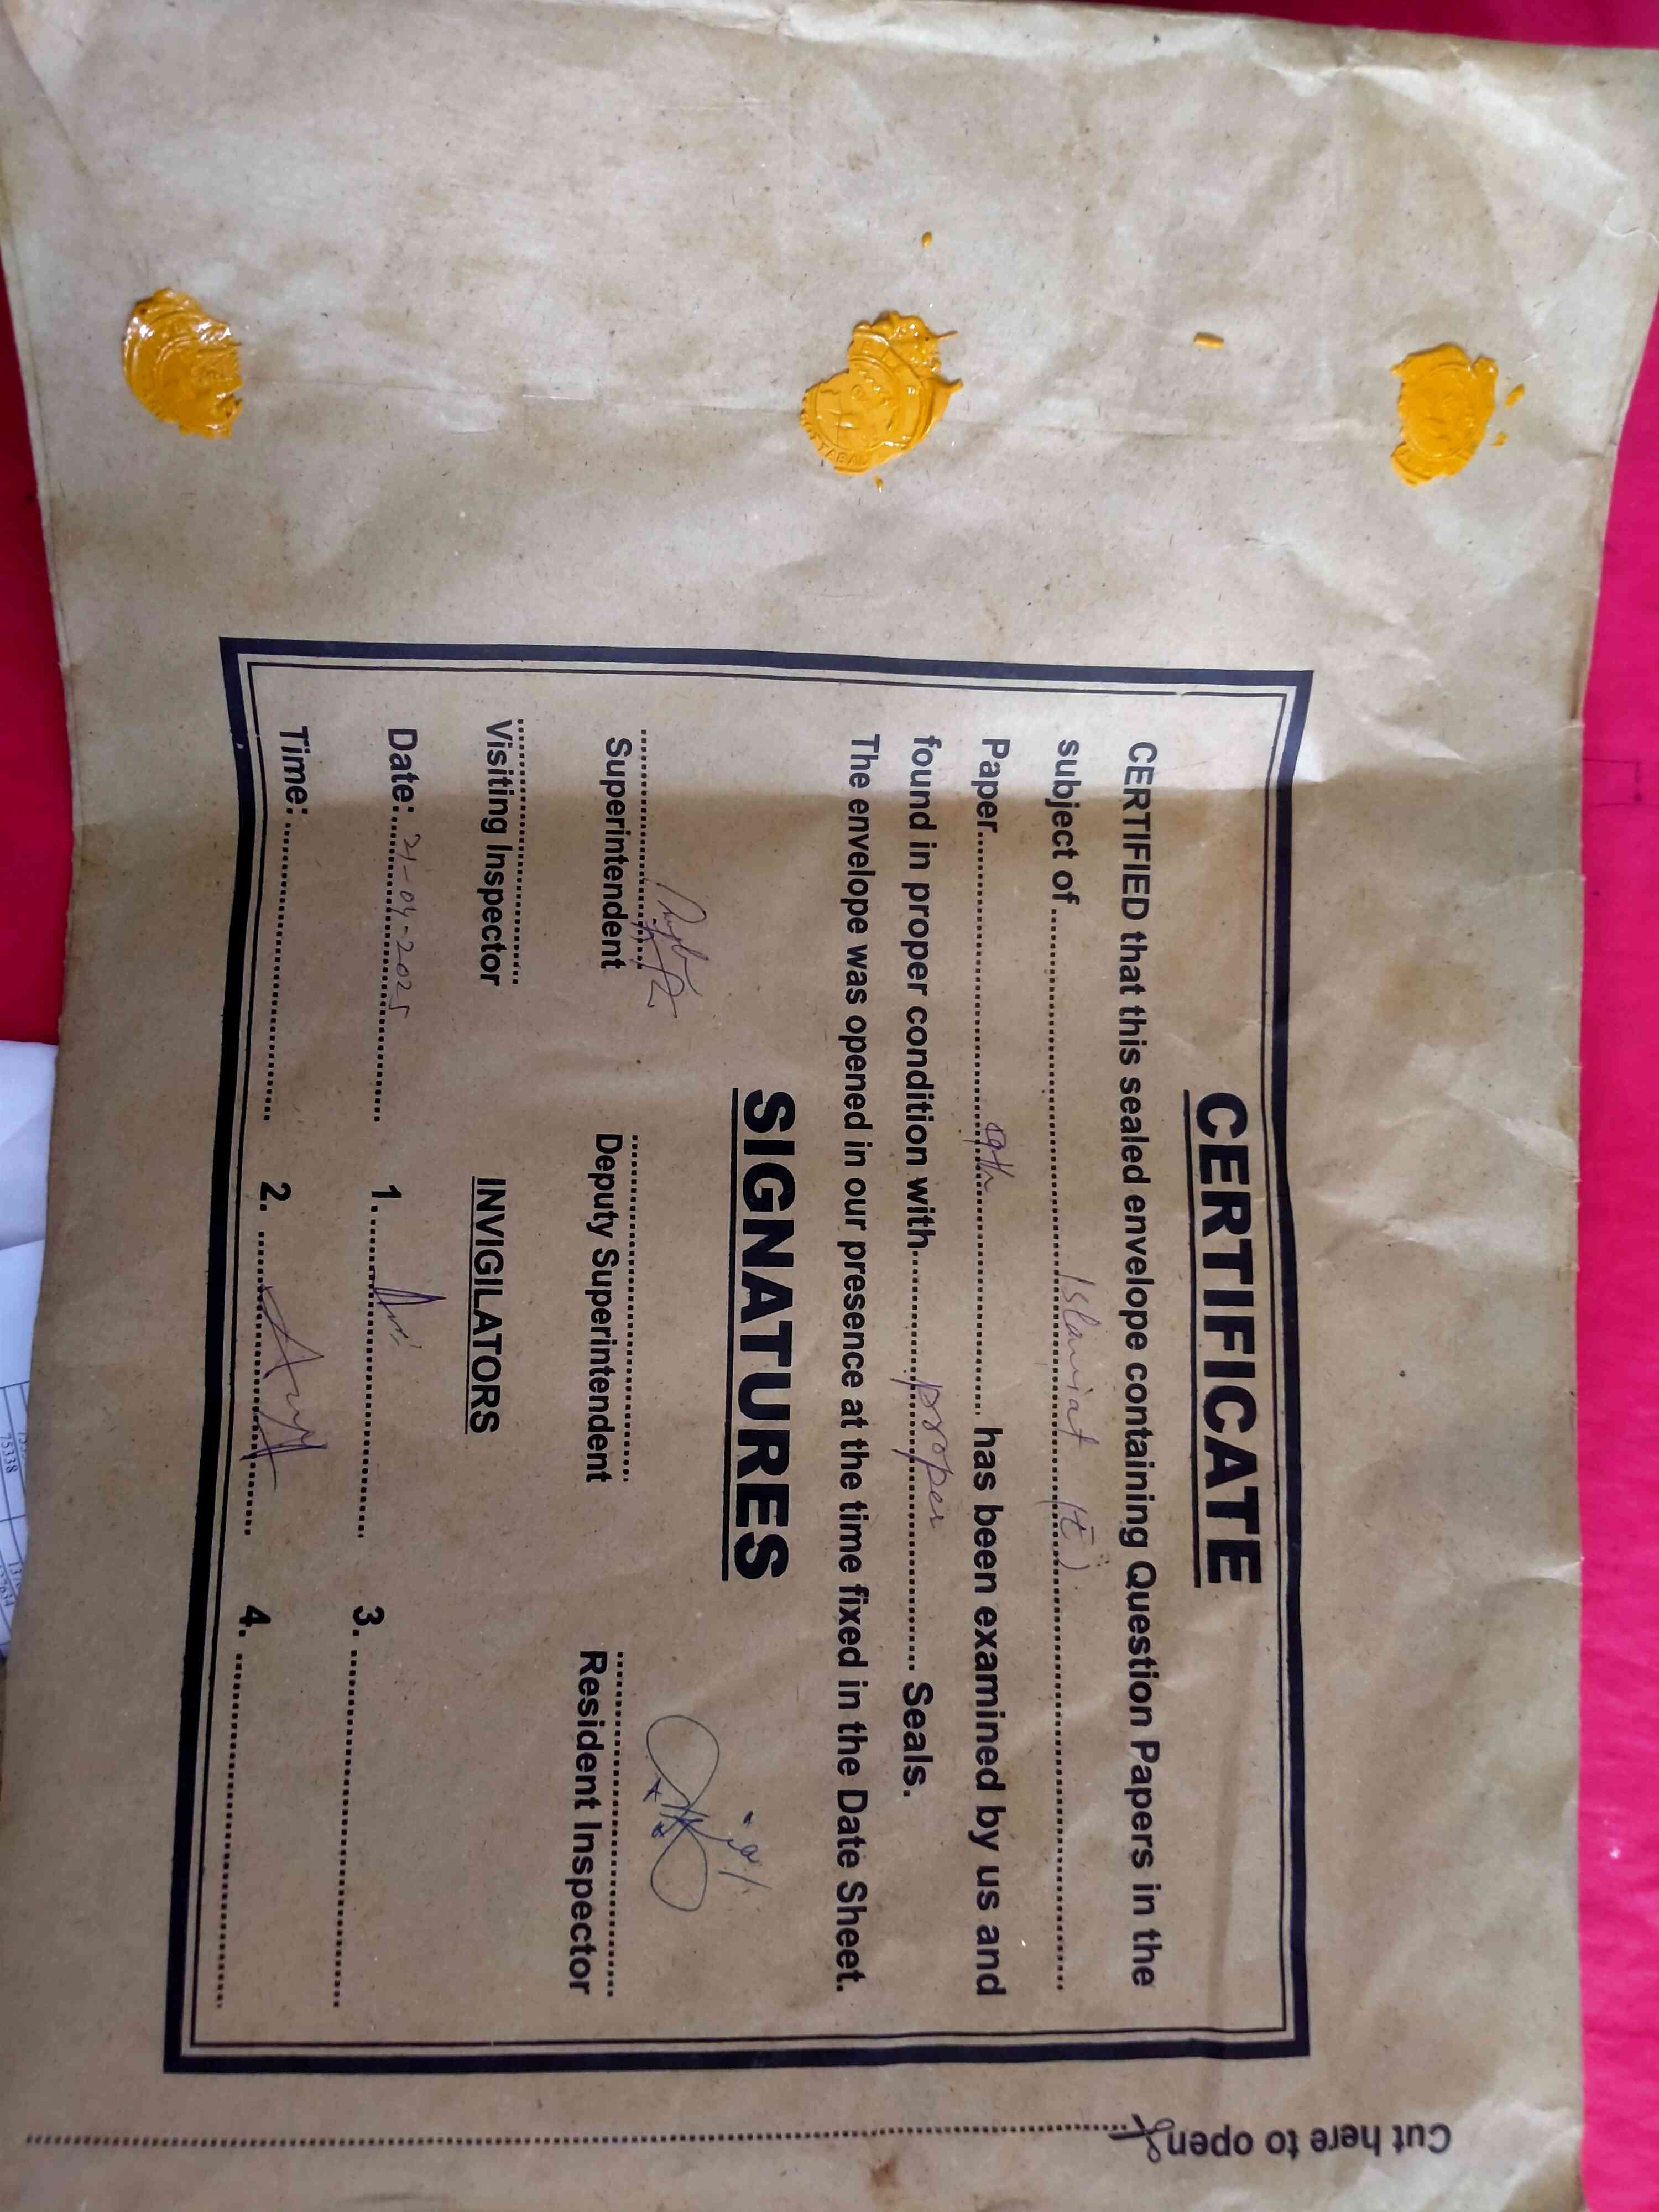 CERTIFICATE
CERTIFIED that this sealed envelope containing Question Papers in the
subject of.......... Islamiat (E) ..........
Paper.......... 9th .......... has been examined by us and
found in proper condition with.......... proper .......... Seals.
The envelope was opened in our presence at the time fixed in the Date Sheet.
SIGNATURES
Superintendent Deputy Superintendent Resident Inspector
Visiting Inspector INVIGILATORS
Date:..... 21-04-2025 ..... 1. .......... 3. ..........
Time: .......... 2. .......... 4. ..........
Cut here to open
75338